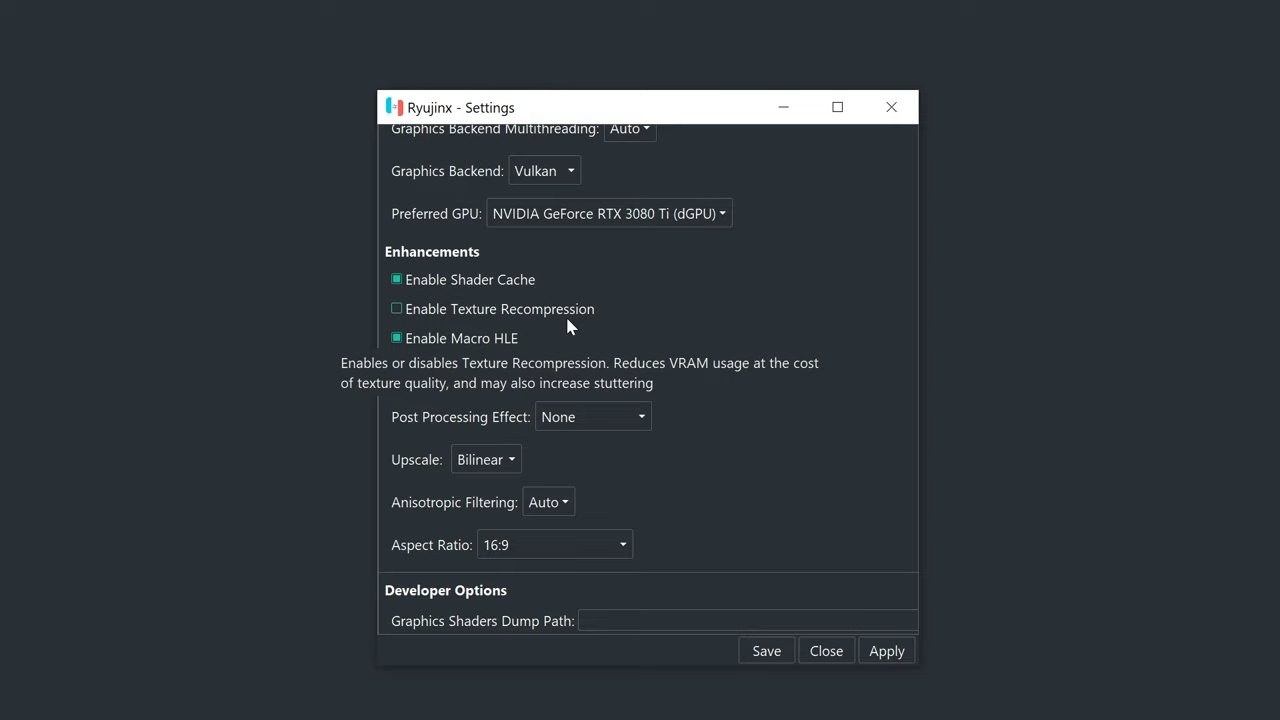 Ryujinx - Settings
Graphics Backend Multithreading: Auto
Graphics Backend: Vulkan
Preferred GPU: NVIDIA GeForce RTX 3080 Ti (dGPU)
Enhancements
Enable Shader Cache
Enable Texture Recompression
Enable Macro HLE
Enables or disables Texture Recompression. Reduces VRAM usage at the cost
of texture quality, and may also increase stuttering
Post Processing Effect: None
Upscale: Bilinear
Anisotropic Filtering: Auto
Aspect Ratio: 16:9
Developer Options
Graphics Shaders Dump Path:
Save Close Apply